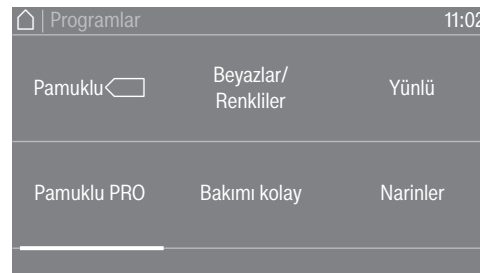 | Programlar 11:02
Pamuklu
Beyazlar/
Renkliler
Yünlü
Pamuklu PRO Bakımı kolay Narinler